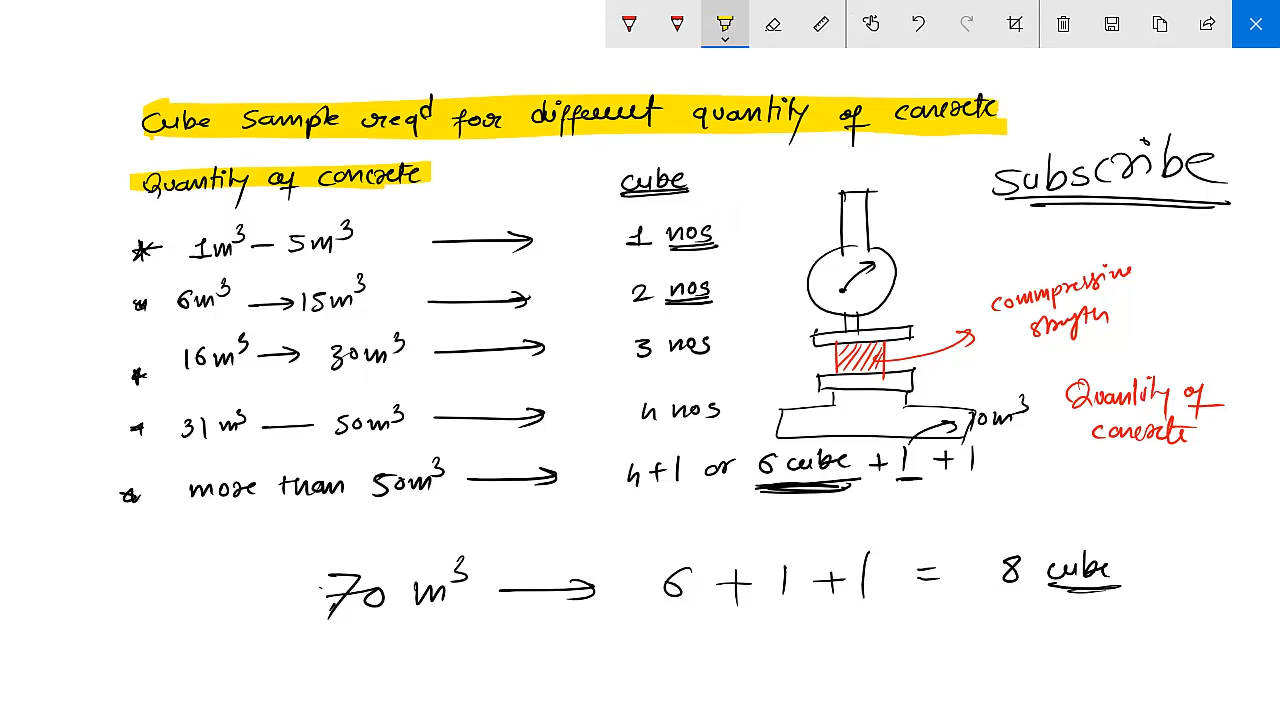 Cube sample reqd for different quantity of concrete
Quantity of concrete
cube
subscribe
* 1m³ - 5m³ → 1 nos
* 6m³ → 15m³ → 2 nos
* 16m³ → 30m³ → 3 nos
* 31m³ — 50m³ → 4 nos
* more than 50m³ → 4+1 or 6 cube + 1 + 1
commpressive
strength
10m³
Quantity of
concrete
70 m³ → 6 + 1 + 1 = 8 cube